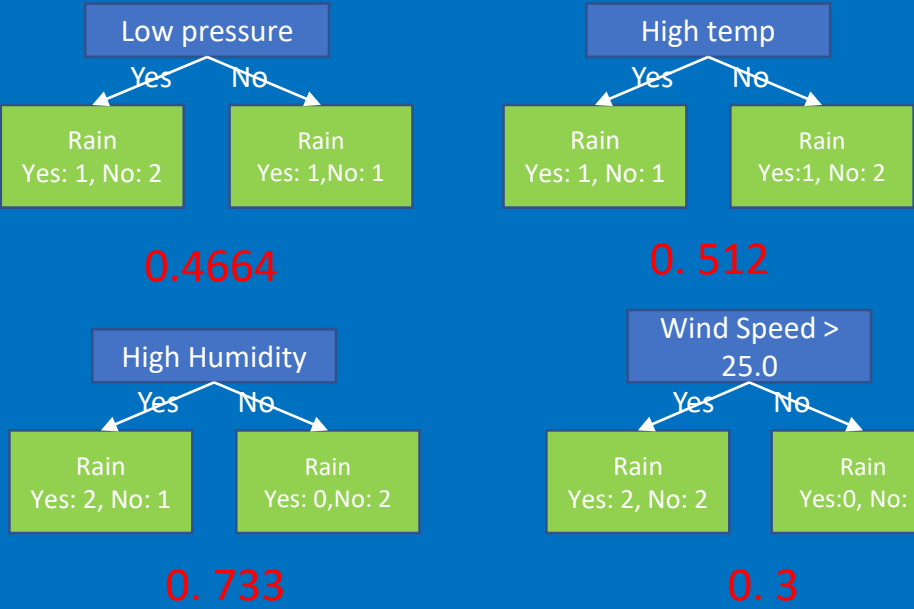 Low pressure
Yes No
Rain
Yes: 1, No: 2
Rain
Yes: 1,No: 1
0.4664
High temp
Yes No
Rain
Yes: 1, No: 1
Rain
Yes:1, No: 2
0. 512
High Humidity
Yes No
Rain
Yes: 2, No: 1
Rain
Yes: 0,No: 2
0. 733
Wind Speed >
25.0
Yes No
Rain
Yes: 2, No: 2
Rain
Yes:0, No:
0. 3